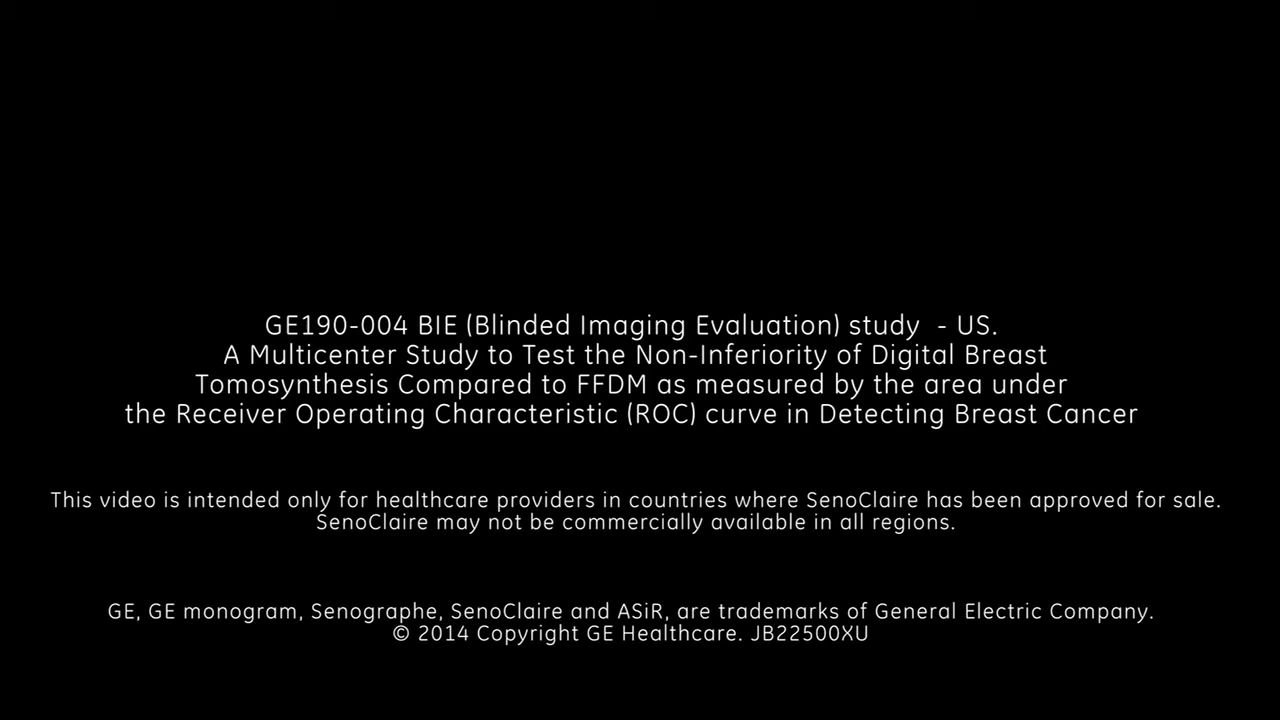 GE190-004 BIE (Blinded Imaging Evaluation) study - US.
A Multicenter Study to Test the Non-Inferiority of Digital Breast
Tomosynthesis Compared to FFDM as measured by the area under
the Receiver Operating Characteristic (ROC) curve in Detecting Breast Cancer
This video is intended only for healthcare providers in countries where SenoClaire has been approved for sale.
SenoClaire may not be commercially available in all regions.
GE, GE monogram, Senographe, SenoClaire and ASiR, are trademarks of General Electric Company.
© 2014 Copyright GE Healthcare. JB22500XU